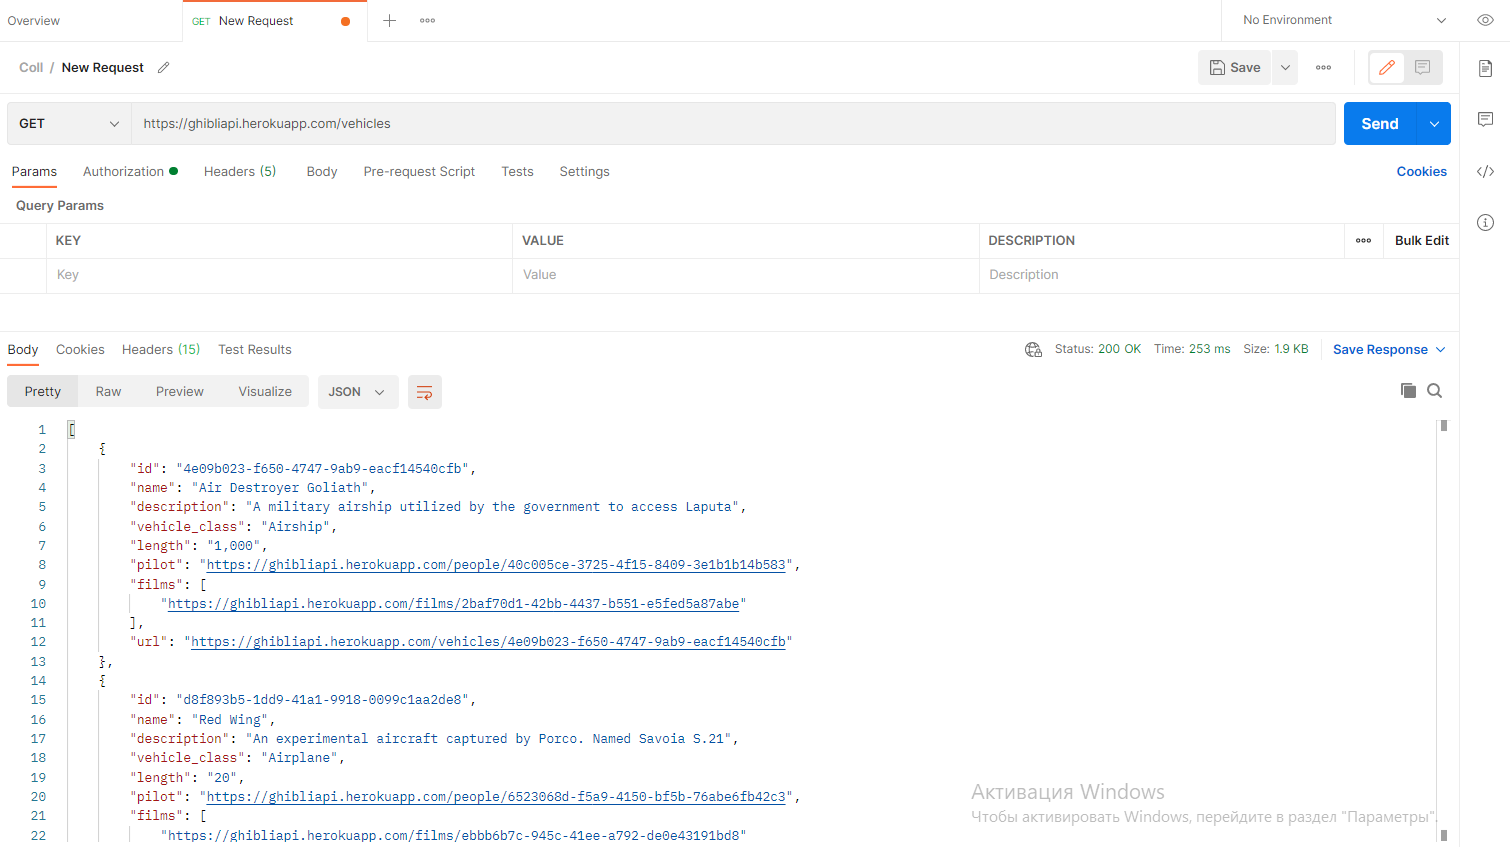 Overview
GET New Request
No Environment
Coll / New Request
Save
GET
https://ghibliapi.herokuapp.com/vehicles
Send
Params Authorization Headers (5) Body Pre-request Script Tests Settings Cookies
Query Params
KEY VALUE DESCRIPTION Bulk Edit
Key Value Description
Body Cookies Headers (15) Test Results Status: 200 OK Time: 253 ms Size: 1.9 KB Save Response
Pretty Raw Preview Visualize JSON
1 [
2 {
3 "id": "4e09b023-f650-4747-9ab9-eacf14540cfb",
4 "name": "Air Destroyer Goliath",
5 "description": "A military airship utilized by the government to access Laputa",
6 "vehicle_class": "Airship",
7 "length": "1,000",
8 "pilot": "https://ghibliapi.herokuapp.com/people/40c005ce-3725-4f15-8409-3e1b1b14b583",
9 "films": [
10 "https://ghibliapi.herokuapp.com/films/2baf70d1-42bb-4437-b551-e5fed5a87abe"
11 ],
12 "url": "https://ghibliapi.herokuapp.com/vehicles/4e09b023-f650-4747-9ab9-eacf14540cfb"
13 },
14 {
15 "id": "d8f893b5-1dd9-41a1-9918-0099c1aa2de8",
16 "name": "Red Wing",
17 "description": "An experimental aircraft captured by Porco. Named Savoia S.21",
18 "vehicle_class": "Airplane",
19 "length": "20",
20 "pilot": "https://ghibliapi.herokuapp.com/people/6523068d-f5a9-4150-bf5b-76abe6fb42c3",
21 "films": [
22 "https://ghibliapi.herokuapp.com/films/ebbb6b7c-945c-41ee-a792-de0e43191bd8"
Активация Windows
Чтобы активировать Windows, перейдите в раздел "Параметры".